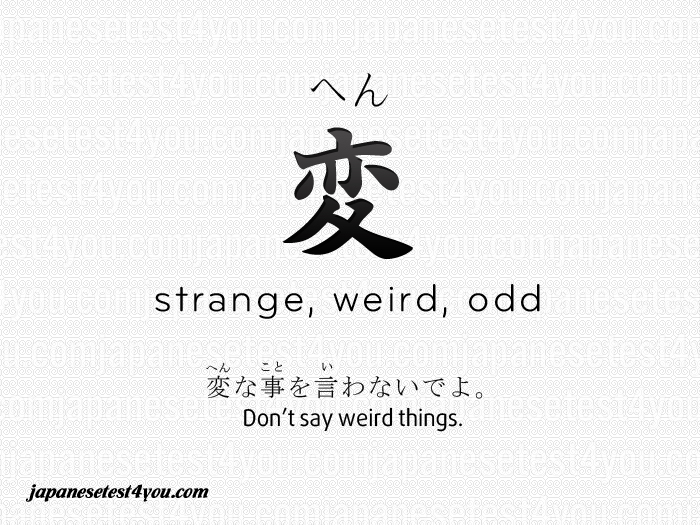 へん
変
strange, weird, odd
へん こと い
変な事を言わないでよ。
Don't say weird things.
japanesetest4you.com